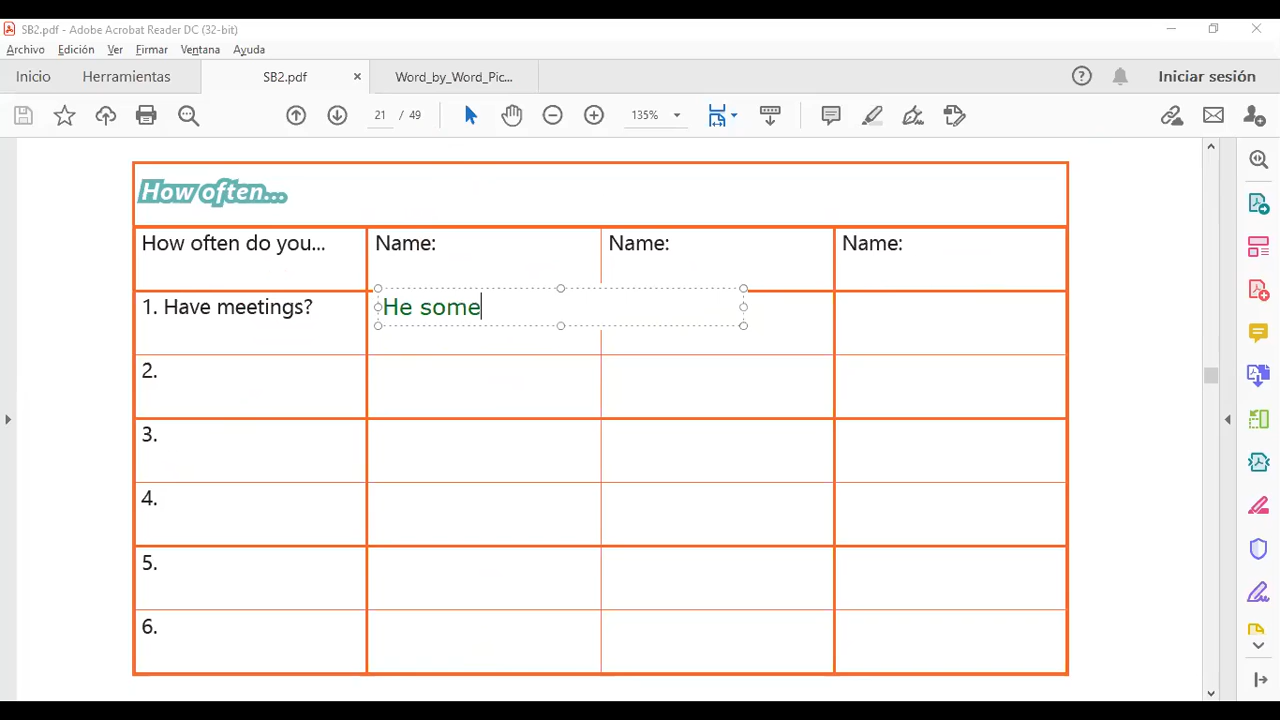 SB2.pdf - Adobe Acrobat Reader DC (32-bit)
Archivo Edición Ver Firmar Ventana Ayuda
Inicio Herramientas SB2.pdf × Word_by_Word_Pic... Iniciar sesión
21 / 49 135%
How often...
How often do you... Name: Name: Name:
1. Have meetings? He some
2.
3.
4.
5.
6.